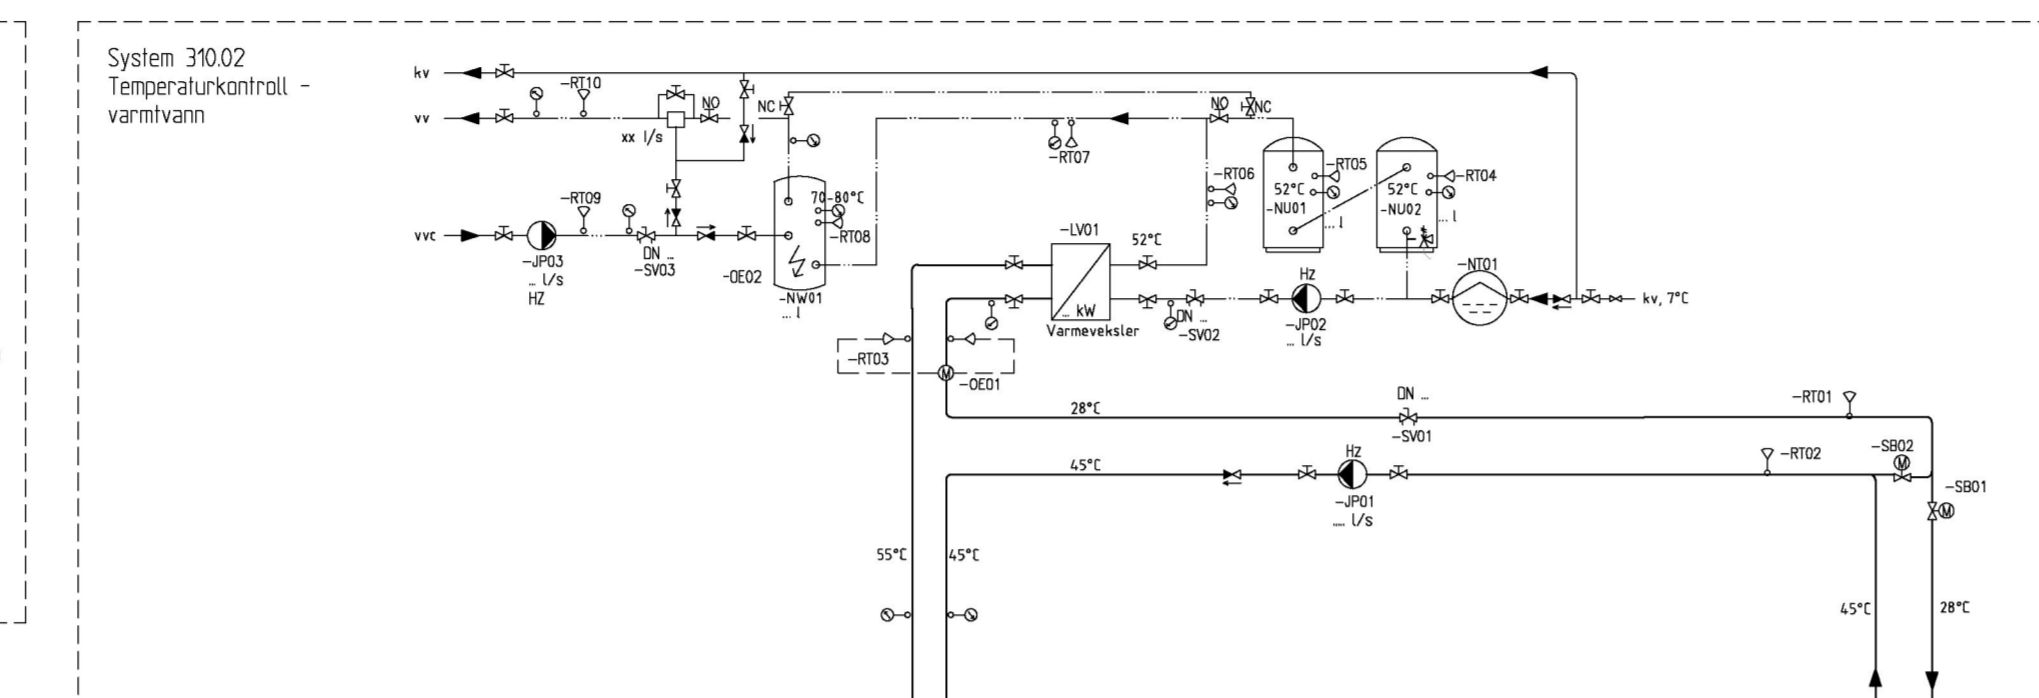 System 310.02
Temperaturkontroll -
varmtvann
kv
-RT10
vv
NO
NC
xx l/s
NO
NC
-RT07
-RT05
-RT04
-RT06
52°C
52°C
-NU01
... l
-NU02
... l
70-80°C
-RT08
-RT09
vvc
-JP03
... l/s
HZ
DN ...
-SV03
-OE02
-NW01
... l
-LV01
52°C
... kW
Varmeveksler
DN ...
-SV02
Hz
-JP02
... l/s
-NT01
kv, 7°C
-RT03
-OE01
28°C
DN ...
-SV01
-RT01
45°C
Hz
-JP01
..... l/s
-RT02
-SB02
M
-SB01
M
M
55°C
45°C
45°C
28°C